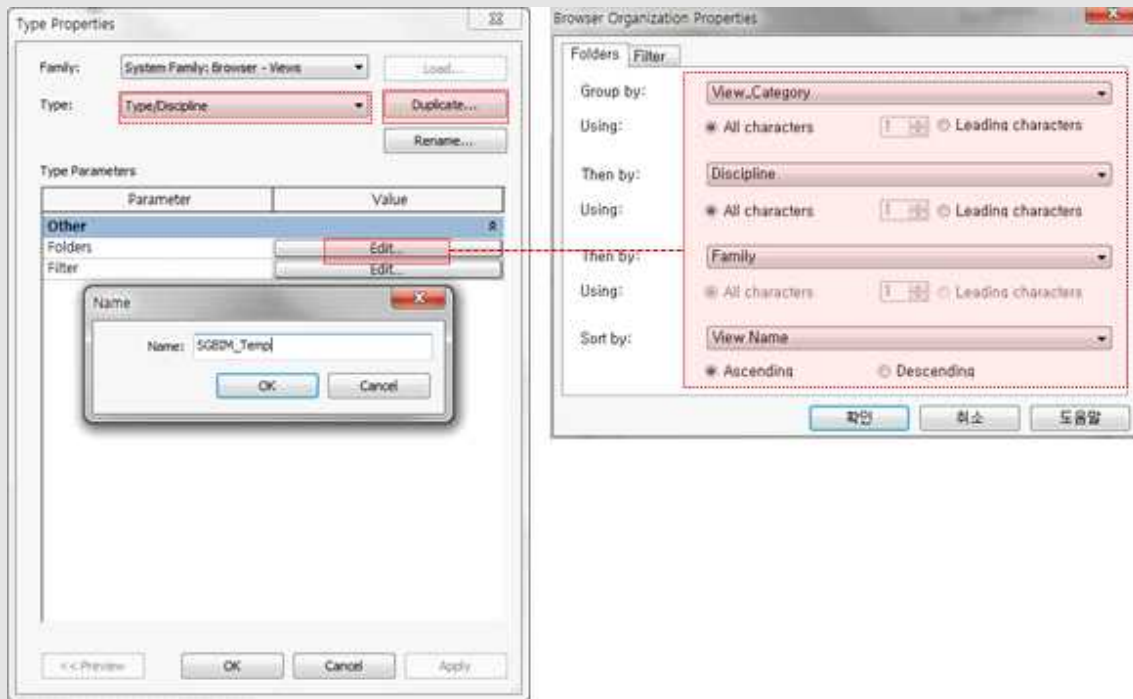 Type Properties
Family:
System Family: Browser - Views
Load...
Type:
Type/Discipline
Duplicate...
Rename...
Type Parameters
Parameter
Value
Other
Folders
Edit...
Filter
Edit...
Name
Name:
SGBIM_Temp
OK
Cancel
<< Preview
OK
Cancel
Apply
Browser Organization Properties
Folders
Filter
Group by:
View_Category
Using:
All characters
1
Leading characters
Then by:
Discipline
Using:
All characters
1
Leading characters
Then by:
Family
Using:
All characters
1
Leading characters
Sort by:
View Name
Ascending
Descending
확인
취소
도움말